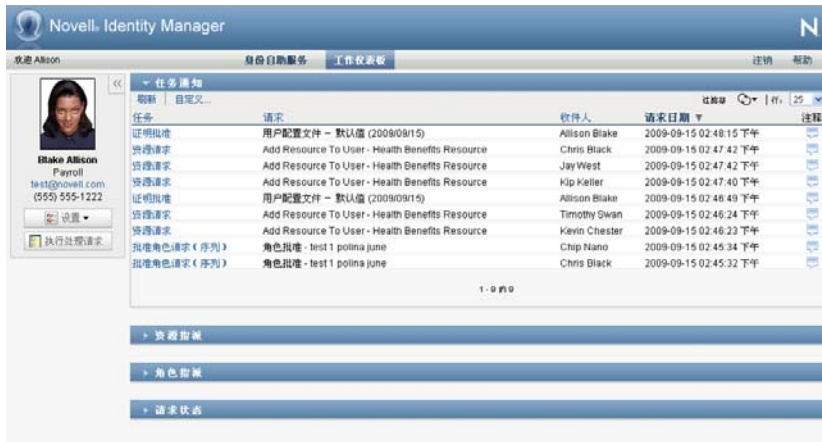 Novell® Identity Manager
N
欢迎 Allison 身份自助服务 工作仪表板 注销 帮助
Blake Allison
Payroll
test@novell.com
(555) 555-1222
设置
执行处理请求
任务通知
刷新 | 自定义... 过滤器 | 行: 25
任务 请求 收件人 请求日期 注释
证明批准 用户配置文件 – 默认值 (2009/09/15) Allison Blake 2009-09-15 02:48:15 下午
资源请求 Add Resource To User - Health Benefits Resource Chris Black 2009-09-15 02:47:42 下午
资源请求 Add Resource To User - Health Benefits Resource Jay West 2009-09-15 02:47:42 下午
资源请求 Add Resource To User - Health Benefits Resource Kip Keller 2009-09-15 02:47:40 下午
证明批准 用户配置文件 – 默认值 (2009/09/15) Allison Blake 2009-09-15 02:46:49 下午
资源请求 Add Resource To User - Health Benefits Resource Timothy Swan 2009-09-15 02:46:24 下午
资源请求 Add Resource To User - Health Benefits Resource Kevin Chester 2009-09-15 02:46:23 下午
批准角色请求（序列） 角色批准 - test 1 polina june Chip Nano 2009-09-15 02:45:34 下午
批准角色请求（序列） 角色批准 - test 1 polina june Chris Black 2009-09-15 02:45:32 下午
1 - 9 的 9
资源指派
角色指派
请求状态